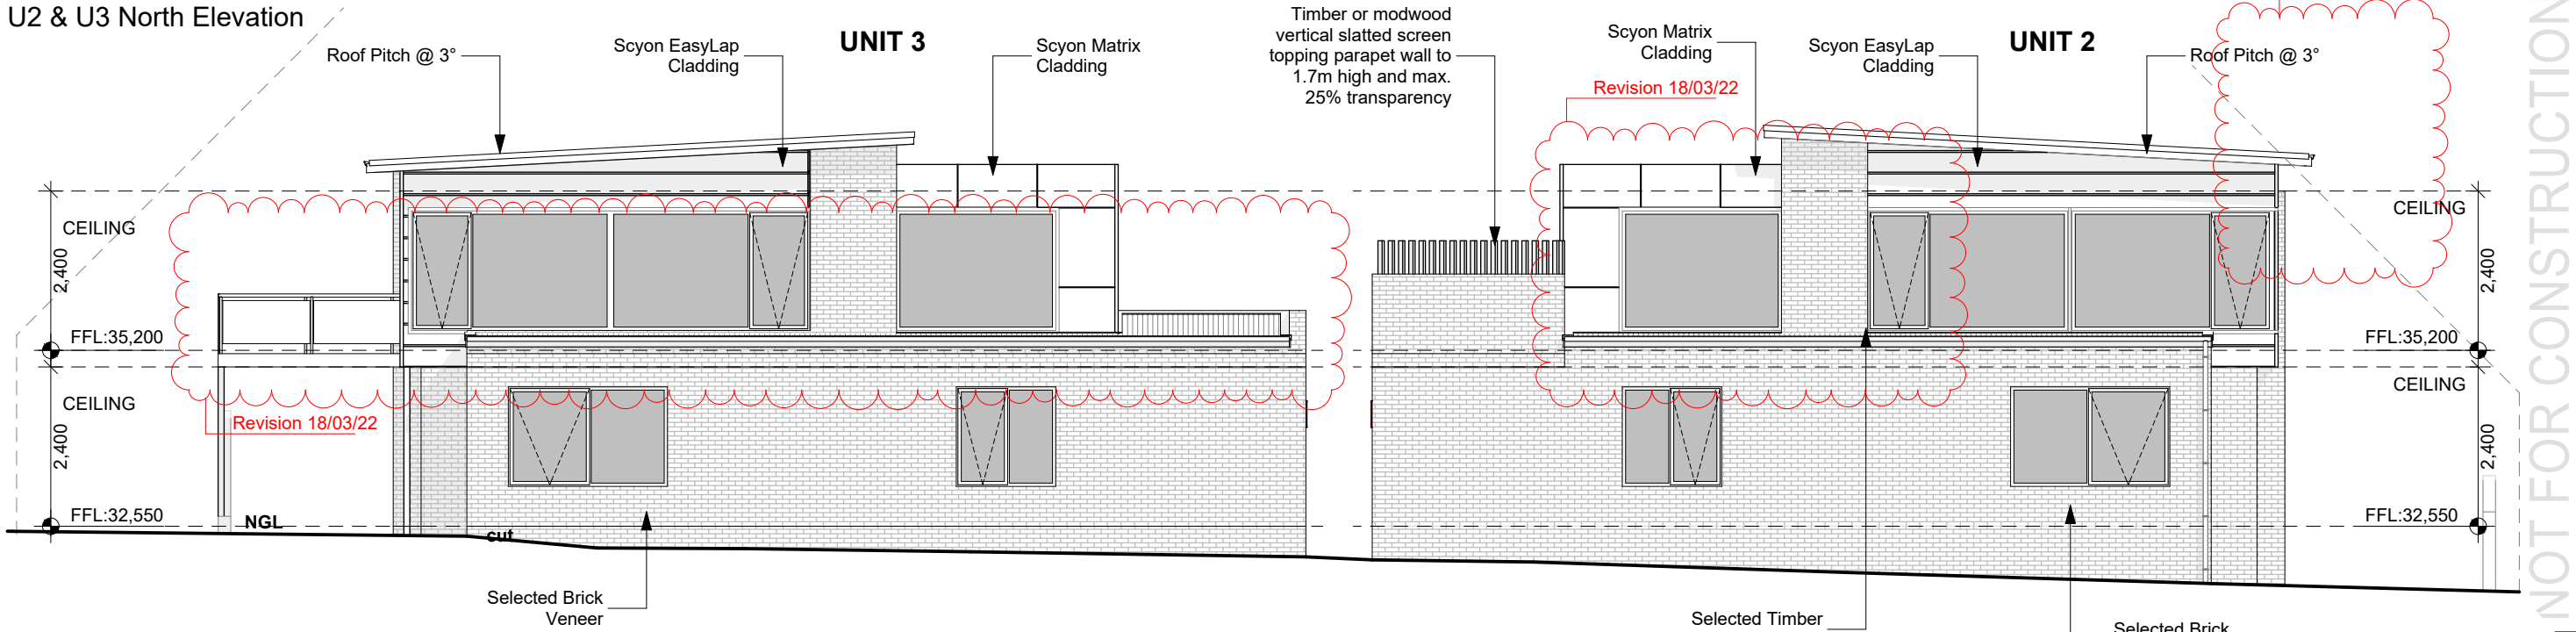 U2 & U3 North Elevation
Roof Pitch @ 3°
Scyon EasyLap
Cladding
UNIT 3
Scyon Matrix
Cladding
Timber or modwood
vertical slatted screen
topping parapet wall to
1.7m high and max.
25% transparency
Scyon Matrix
Cladding
Revision 18/03/22
Scyon EasyLap
Cladding
UNIT 2
Roof Pitch @ 3°
CEILING
2,400
FFL:35,200
CEILING
2,400
FFL:32,550
Revision 18/03/22
NGL
cut
CEILING
2,400
FFL:35,200
CEILING
2,400
FFL:32,550
Selected Brick
Veneer
Selected Timber
Selected Brick
NOT FOR CONSTRUCTION